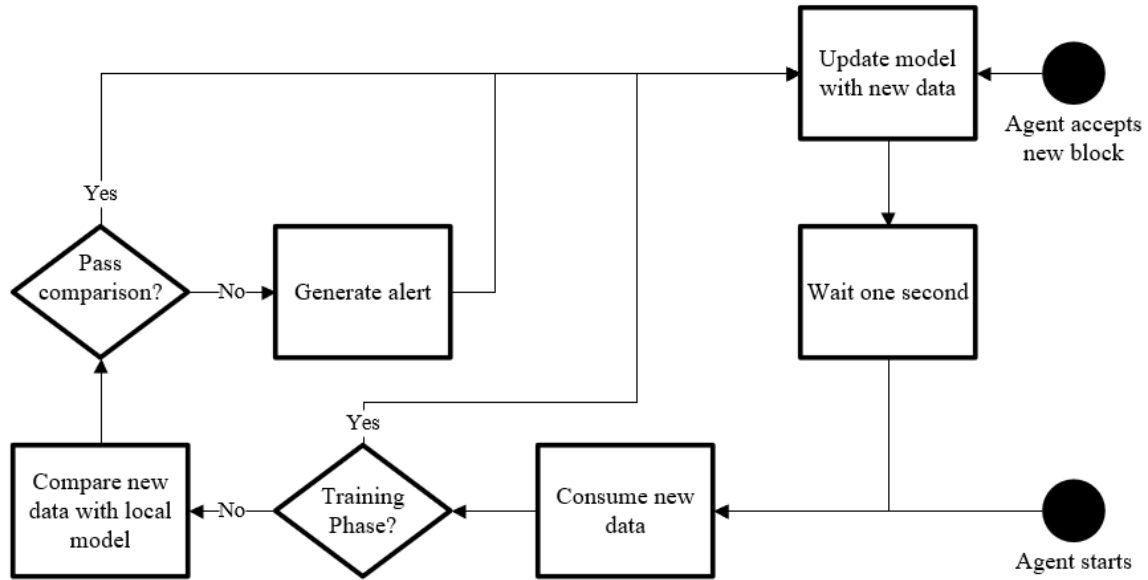 Update model
with new data
Agent accepts
new block
Yes
Pass
comparison?
No
Generate alert
Wait one second
Yes
Compare new
data with local
model
No
Training
Phase?
Consume new
data
Agent starts